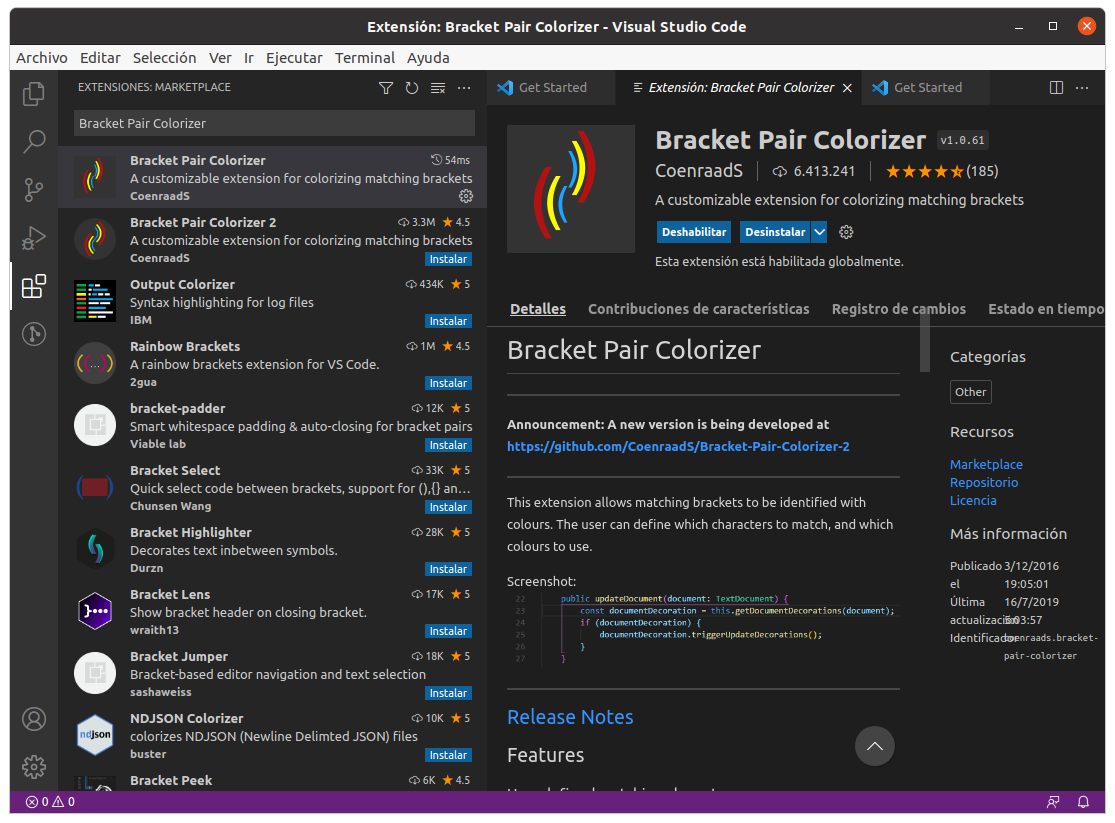 Extensión: Bracket Pair Colorizer - Visual Studio Code
Archivo Editar Selección Ver Ir Ejecutar Terminal Ayuda
EXTENSIONES: MARKETPLACE
Bracket Pair Colorizer
Bracket Pair Colorizer 54ms
A customizable extension for colorizing matching brackets
CoenraadS
Bracket Pair Colorizer 2 3.3M ★ 4.5
A customizable extension for colorizing matching brackets
CoenraadS Instalar
Output Colorizer 434K ★ 5
Syntax highlighting for log files
IBM Instalar
Rainbow Brackets 1M ★ 4.5
A rainbow brackets extension for VS Code.
2gua Instalar
bracket-padder 12K ★ 5
Smart whitespace padding & auto-closing for bracket pairs
Viable lab Instalar
Bracket Select 33K ★ 5
Quick select code between brackets, support for (),{} an...
Chunsen Wang Instalar
Bracket Highlighter 28K ★ 5
Decorates text inbetween symbols.
Durzn Instalar
Bracket Lens 17K ★ 5
Show bracket header on closing bracket.
wraith13 Instalar
Bracket Jumper 18K ★ 5
Bracket-based editor navigation and text selection
sashaweiss Instalar
ndjson
NDJSON Colorizer 10K ★ 5
colorizes NDJSON (Newline Delimted JSON) files
buster Instalar
Bracket Peek 6K ★ 4.5
Get Started Extensión: Bracket Pair Colorizer Get Started
Bracket Pair Colorizer v1.0.61
CoenraadS 6.413.241 (185)
A customizable extension for colorizing matching brackets
Deshabilitar Desinstalar
Esta extensión está habilitada globalmente.
Detalles Contribuciones de características Registro de cambios Estado en tiempo
Bracket Pair Colorizer
Announcement: A new version is being developed at
https://github.com/CoenraadS/Bracket-Pair-Colorizer-2
This extension allows matching brackets to be identified with
colours. The user can define which characters to match, and which
colours to use.
Screenshot:
22 public updateDocument(document: TextDocument) {
23 const documentDecoration = this.getDocumentDecorations(document);
24 if (documentDecoration) {
25 documentDecoration.triggerUpdateDecorations();
26 }
27 }
Release Notes
Features
Categorías
Other
Recursos
Marketplace
Repositorio
Licencia
Más información
Publicado 3/12/2016
el 19:05:01
Última 16/7/2019
actualización :03:57
Identificador coenraads.bracket-
pair-colorizer
0 0